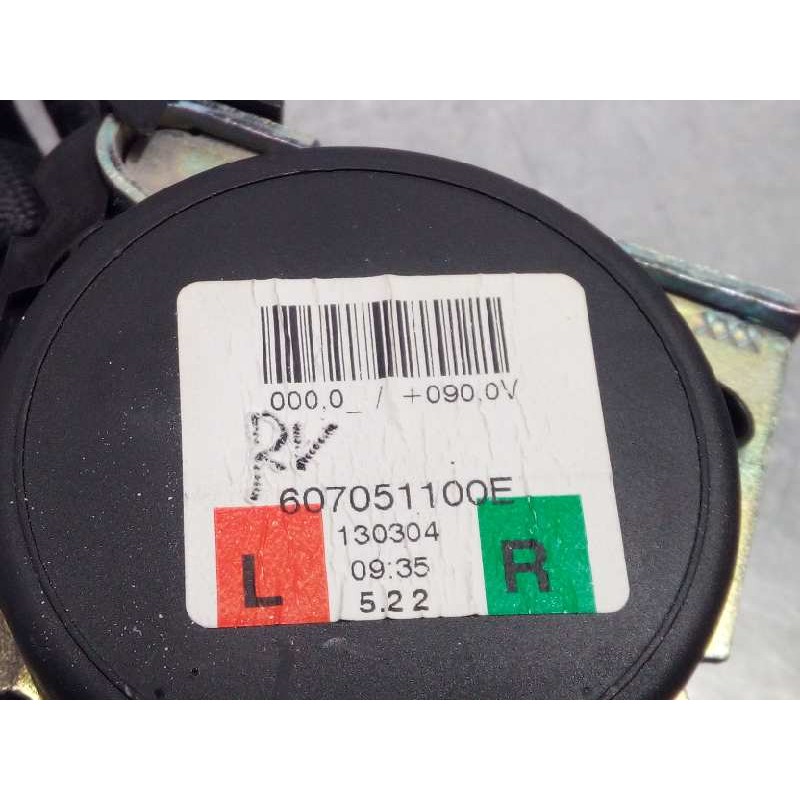 000.0_ / +090.0V
RV
607051100E
130304
L
09:35
R
5.22